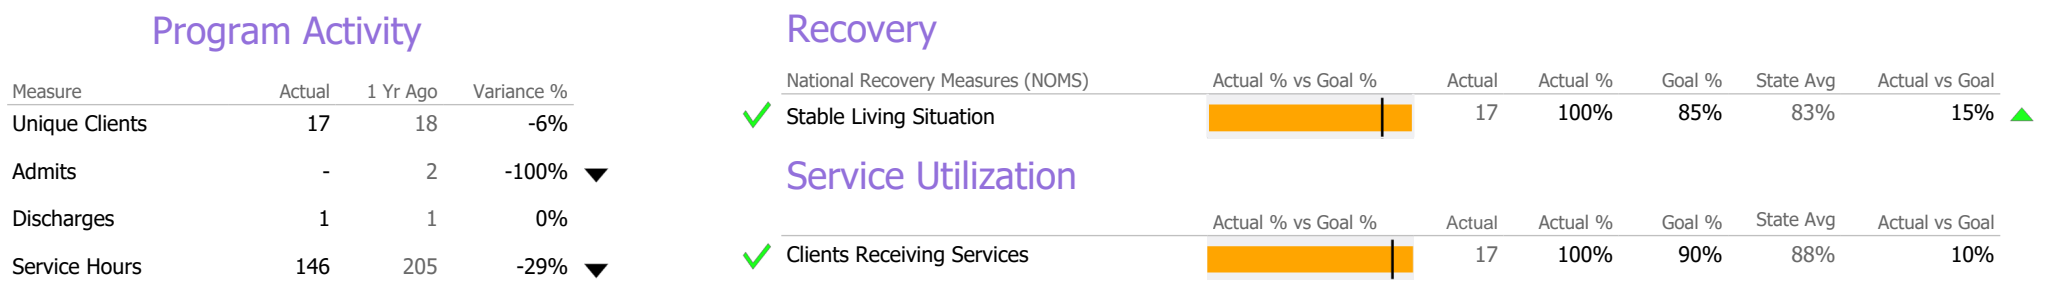 Program Activity
Measure Actual 1 Yr Ago Variance %
Unique Clients 17 18 -6%
Admits - 2 -100%
Discharges 1 1 0%
Service Hours 146 205 -29%
Recovery
National Recovery Measures (NOMS) Actual % vs Goal % Actual Actual % Goal % State Avg Actual vs Goal
Stable Living Situation 17 100% 85% 83% 15%
Service Utilization
Actual % vs Goal % Actual Actual % Goal % State Avg Actual vs Goal
Clients Receiving Services 17 100% 90% 88% 10%